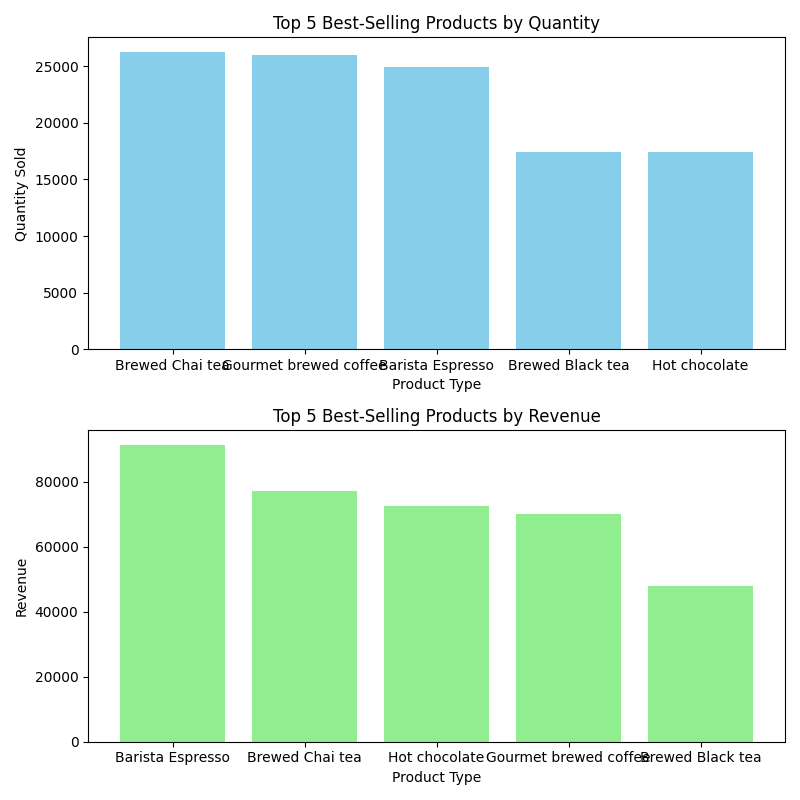 Top 5 Best-Selling Products by Quantity
25000
20000
15000
10000
5000
0
Quantity Sold
Brewed Chai tea Gourmet brewed coffee Barista Espresso Brewed Black tea Hot chocolate
Product Type
Top 5 Best-Selling Products by Revenue
80000
60000
40000
20000
0
Revenue
Barista Espresso Brewed Chai tea Hot chocolate Gourmet brewed coffee Brewed Black tea
Product Type